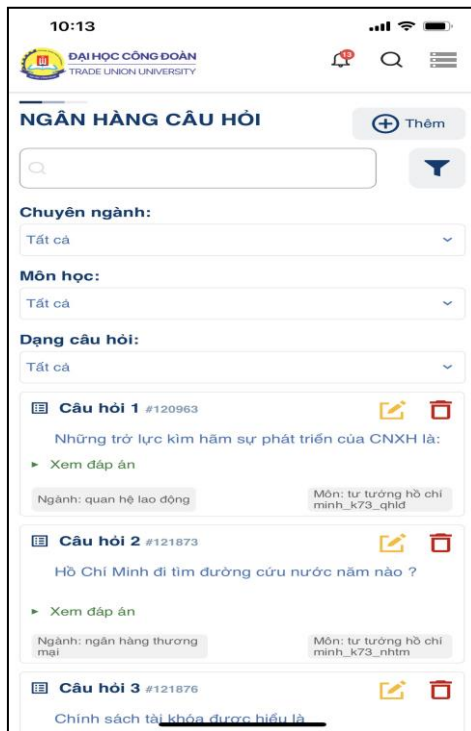 10:13
ĐẠI HỌC CÔNG ĐOÀN
TRADE UNION UNIVERSITY
13
NGÂN HÀNG CÂU HỎI
Thêm
Chuyên ngành:
Tất cả
Môn học:
Tất cả
Dạng câu hỏi:
Tất cả
Câu hỏi 1 #120963
Những trở lực kìm hãm sự phát triển của CNXH là:
Xem đáp án
Ngành: quan hệ lao động
Môn: tư tưởng hồ chí
minh_k73_qhlđ
Câu hỏi 2 #121873
Hồ Chí Minh đi tìm đường cứu nước năm nào ?
Xem đáp án
Ngành: ngân hàng thương
mại
Môn: tư tưởng hồ chí
minh_k73_nhtm
Câu hỏi 3 #121876
Chính sách tài khóa được hiểu là